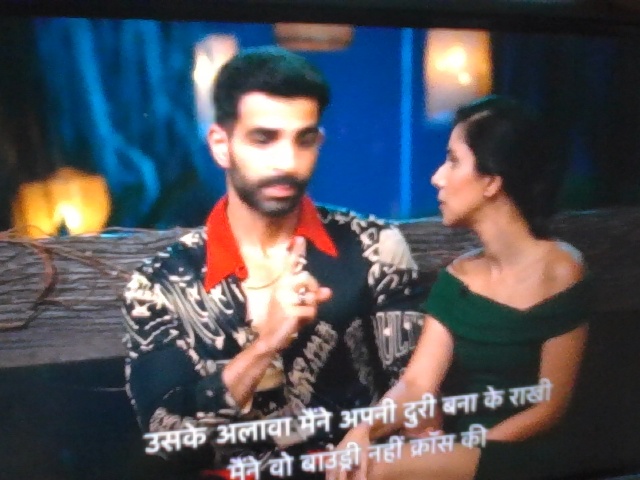 उसके अलावा मैंने अपनी दुरी बना के राखी
मैंने वो बाउंड्री नहीं क्रॉस की